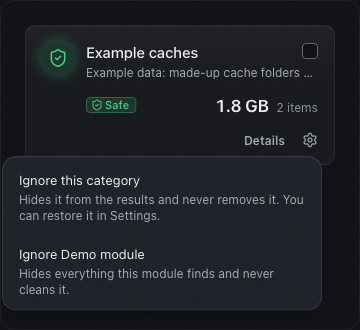 Example caches
Example data: made-up cache folders ...
Safe
1.8 GB 2 items
Details
Ignore this category
Hides it from the results and never removes it. You
can restore it in Settings.
Ignore Demo module
Hides everything this module finds and never
cleans it.